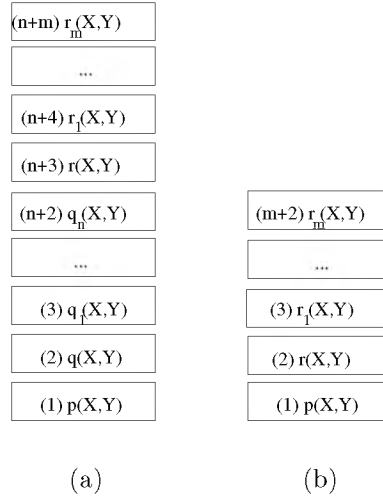 (n+m) r_m(X,Y)
...
(n+4) r_1(X,Y)
(n+3) r(X,Y)
(n+2) q_n(X,Y)
...
(3) q_1(X,Y)
(2) q(X,Y)
(1) p(X,Y)
(a)
(m+2) r_m(X,Y)
...
(3) r_1(X,Y)
(2) r(X,Y)
(1) p(X,Y)
(b)